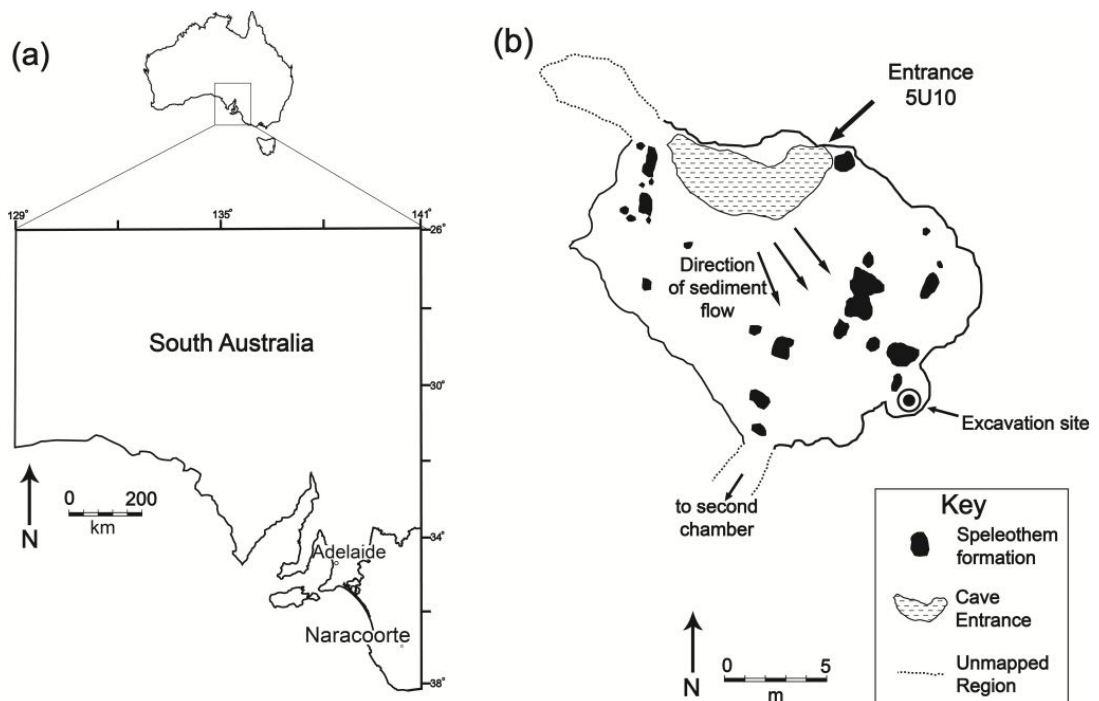 (a)
129°
135°
141°
26°
South Australia
30°
0 200
km
N
34°
Adelaide
Naracoorte
38°
(b)
Entrance
5U10
Direction
of sediment
flow
Excavation site
to second
chamber
Key
Speleothem
formation
Cave
Entrance
Unmapped
Region
0 5
m
N